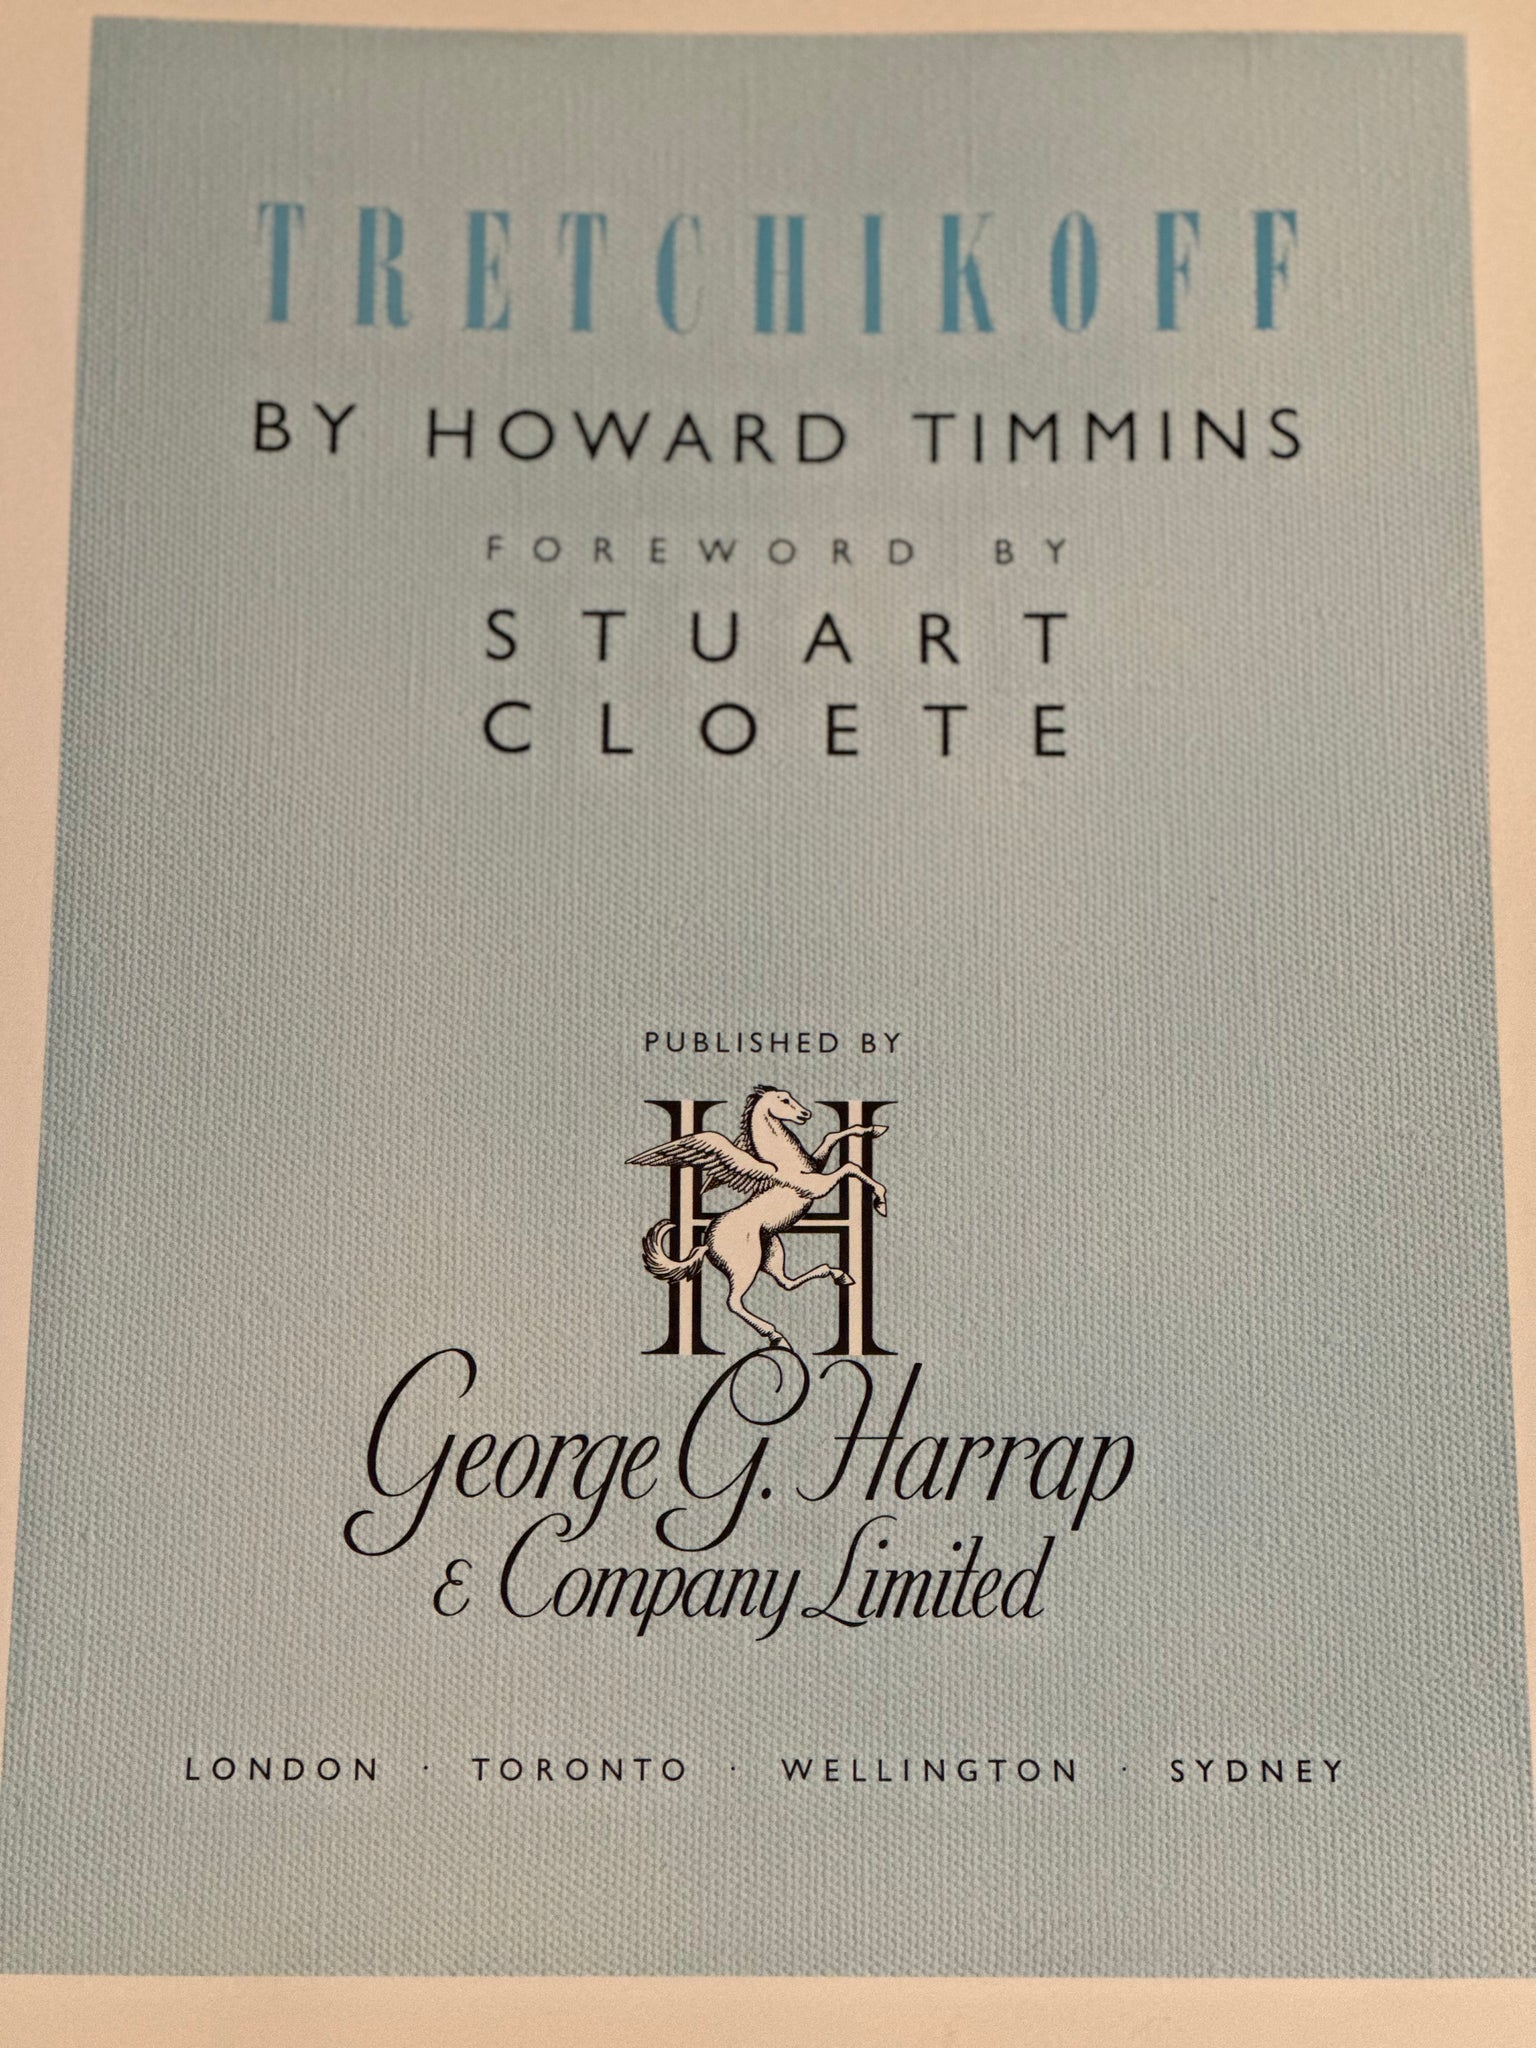 TRETCHIKOFF
BY HOWARD TIMMINS
FOREWORD BY
STUART
CLOETE
PUBLISHED BY
H
George G. Harrap
& Company Limited
LONDON · TORONTO · WELLINGTON · SYDNEY